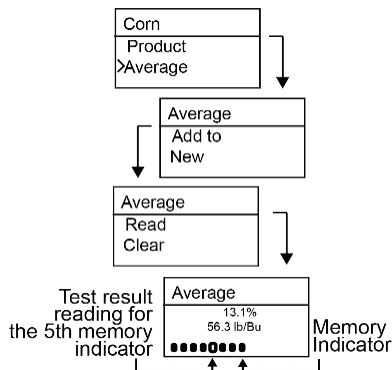 Corn
Product
>Average
Average
Add to
New
Average
Read
Clear
Test result
reading for
the 5th memory
indicator
Average
13.1%
56.3 lb/Bu
Memory
Indicator